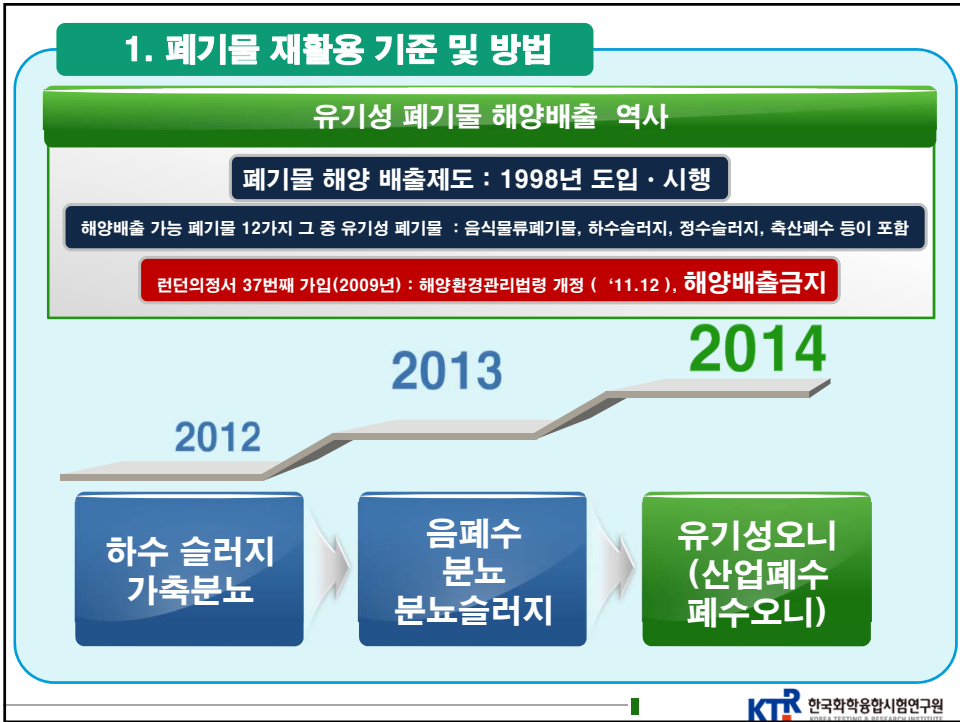 1. 폐기물 재활용 기준 및 방법
유기성 폐기물 해양배출 역사
폐기물 해양 배출제도 : 1998년 도입 · 시행
해양배출 가능 폐기물 12가지 그 중 유기성 폐기물 : 음식물류폐기물, 하수슬러지, 정수슬러지, 축산폐수 등이 포함
런던의정서 37번째 가입(2009년) : 해양환경관리법령 개정 ( ‘11.12 ), 해양배출금지
2012
2013
2014
하수 슬러지
가축분뇨
음폐수
분뇨
분뇨슬러지
유기성오니
(산업폐수
폐수오니)
KTR 한국화학융합시험연구원
KOREA TESTING & RESEARCH INSTITUTE